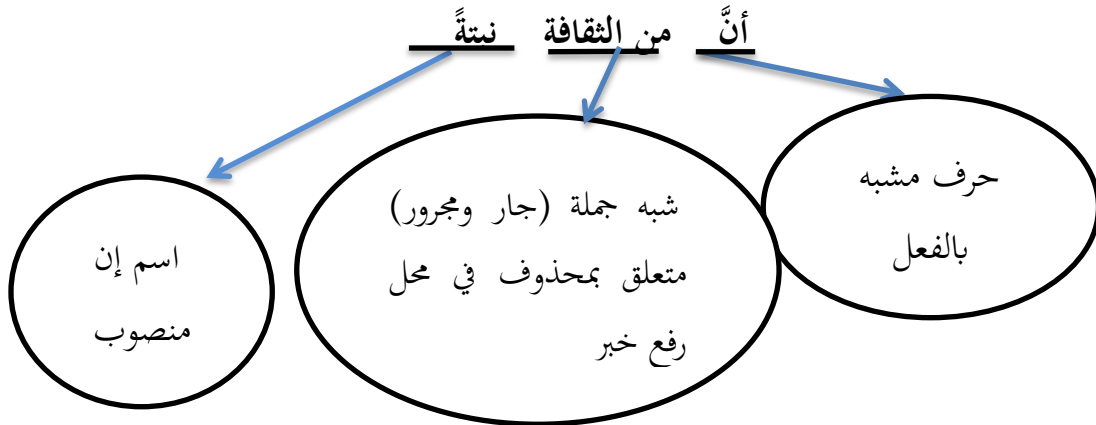 أنَّ من الثقافة نبتةً
حرف مشبه
بالفعل
شبه جملة (جار ومجرور)
متعلق بمحذوف في محل
رفع خبر
اسم إن
منصوب